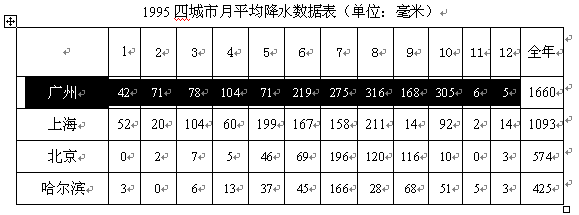 1995四城市月平均降水数据表（单位：毫米）
1 2 3 4 5 6 7 8 9 10 11 12 全年
广州 42 71 78 104 71 219 275 316 168 305 6 5 1660
上海 52 20 104 60 199 167 158 211 14 92 2 14 1093
北京 0 2 7 5 46 69 196 120 116 10 0 3 574
哈尔滨 3 0 6 13 37 45 166 28 68 51 5 3 425